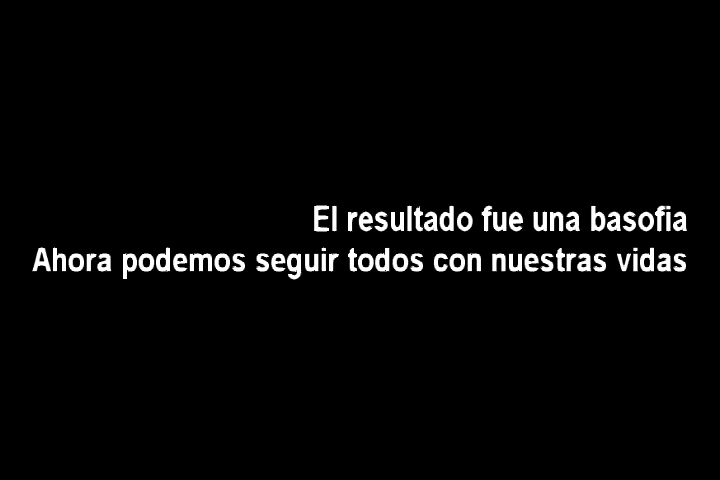 El resultado fue una basofia
Ahora podemos seguir todos con nuestras vidas